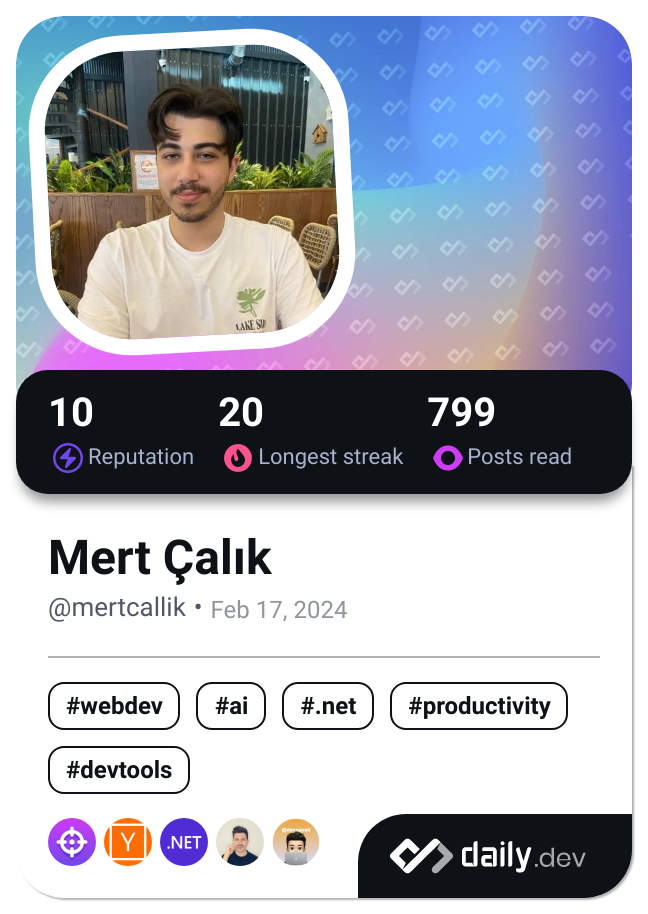 LAKE
10
20
799
Reputation
Longest streak
Posts read
Mert Çalık
@mertcallik • Feb 17, 2024
#webdev
#ai
#.net
#productivity
#devtools
Y
.NET
daily.dev